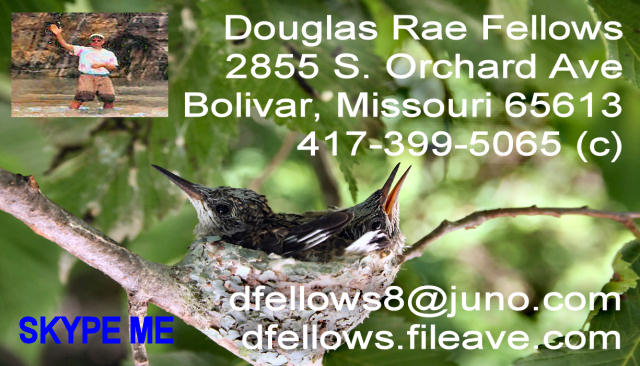 Douglas Rae Fellows
2855 S. Orchard Ave
Bolivar, Missouri 65613
417-399-5065 (c)
dfellows8@juno.com
SKYPE ME
dfellows.fileave.com